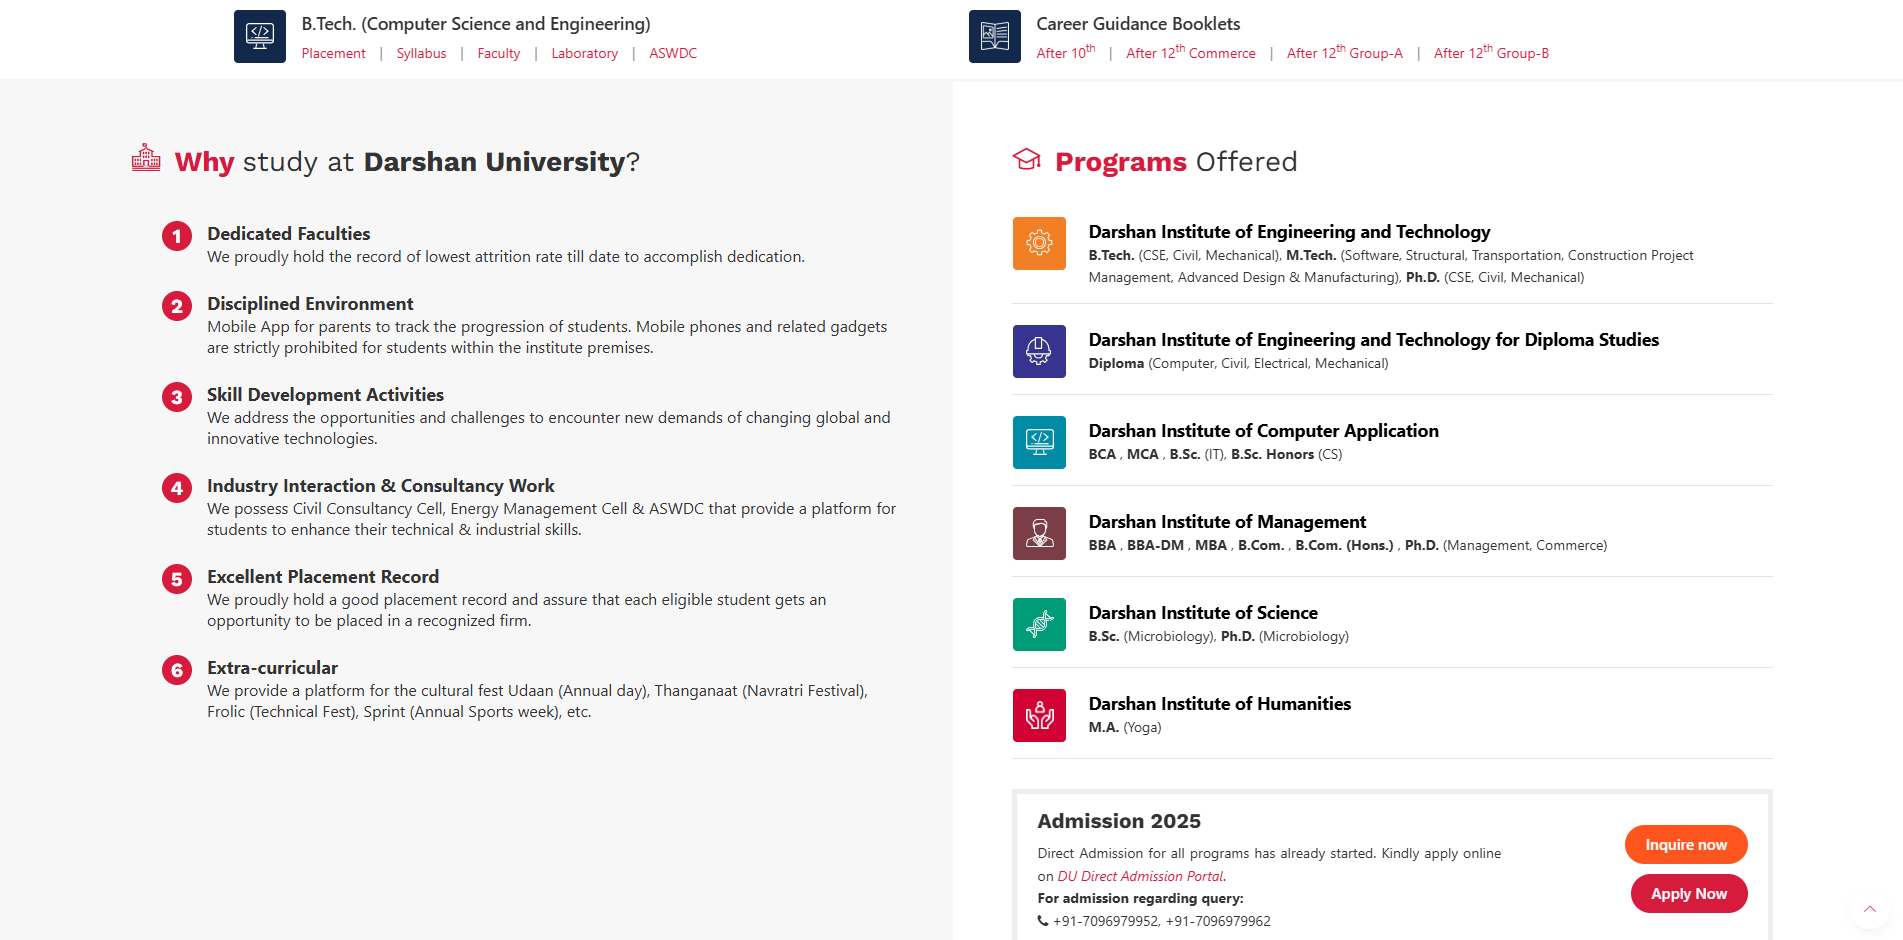 B.Tech. (Computer Science and Engineering)
Placement | Syllabus | Faculty | Laboratory | ASWDC
Career Guidance Booklets
After 10th | After 12th Commerce | After 12th Group-A | After 12th Group-B
Why study at Darshan University?
1 Dedicated Faculties
We proudly hold the record of lowest attrition rate till date to accomplish dedication.
2 Disciplined Environment
Mobile App for parents to track the progression of students. Mobile phones and related gadgets
are strictly prohibited for students within the institute premises.
3 Skill Development Activities
We address the opportunities and challenges to encounter new demands of changing global and
innovative technologies.
4 Industry Interaction & Consultancy Work
We possess Civil Consultancy Cell, Energy Management Cell & ASWDC that provide a platform for
students to enhance their technical & industrial skills.
5 Excellent Placement Record
We proudly hold a good placement record and assure that each eligible student gets an
opportunity to be placed in a recognized firm.
6 Extra-curricular
We provide a platform for the cultural fest Udaan (Annual day), Thanganaat (Navratri Festival),
Frolic (Technical Fest), Sprint (Annual Sports week), etc.
Programs Offered
Darshan Institute of Engineering and Technology
B.Tech. (CSE, Civil, Mechanical), M.Tech. (Software, Structural, Transportation, Construction Project
Management, Advanced Design & Manufacturing), Ph.D. (CSE, Civil, Mechanical)
Darshan Institute of Engineering and Technology for Diploma Studies
Diploma (Computer, Civil, Electrical, Mechanical)
Darshan Institute of Computer Application
BCA , MCA , B.Sc. (IT), B.Sc. Honors (CS)
Darshan Institute of Management
BBA , BBA-DM , MBA , B.Com. , B.Com. (Hons.) , Ph.D. (Management, Commerce)
Darshan Institute of Science
B.Sc. (Microbiology), Ph.D. (Microbiology)
Darshan Institute of Humanities
M.A. (Yoga)
Admission 2025
Direct Admission for all programs has already started. Kindly apply online
on DU Direct Admission Portal.
For admission regarding query:
+91-7096979952, +91-7096979962
Inquire now
Apply Now